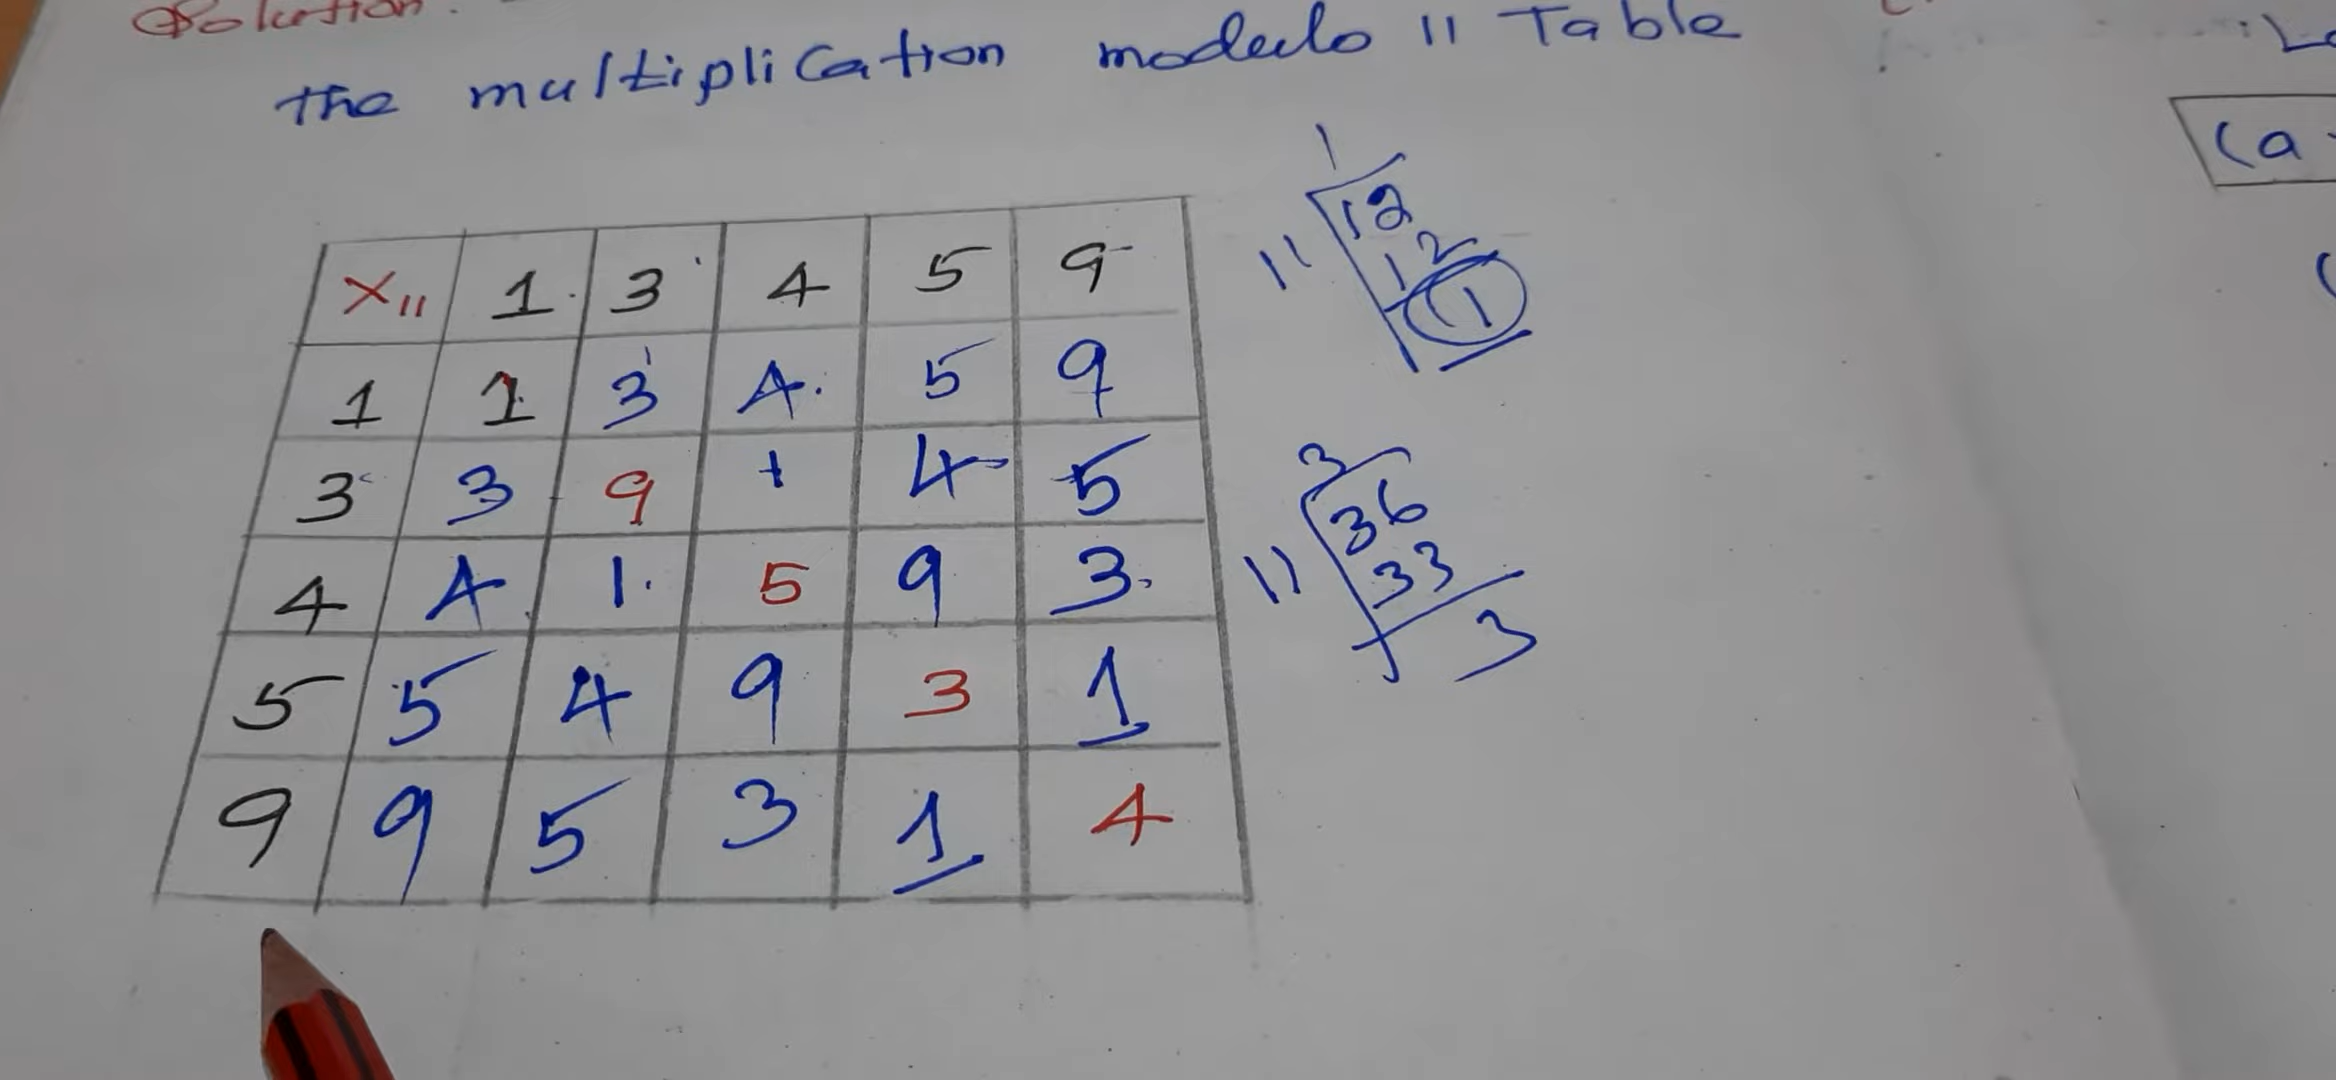 Solution.
the multiplication modulo 11 Table
×11 1 3 4 5 9
1 1 3 4 5 9
3 3 9 1 4 5
4 4 1 5 9 3
5 5 4 9 3 1
9 9 5 3 1 4
1
11 12
1
3
11 36
33
3
(a